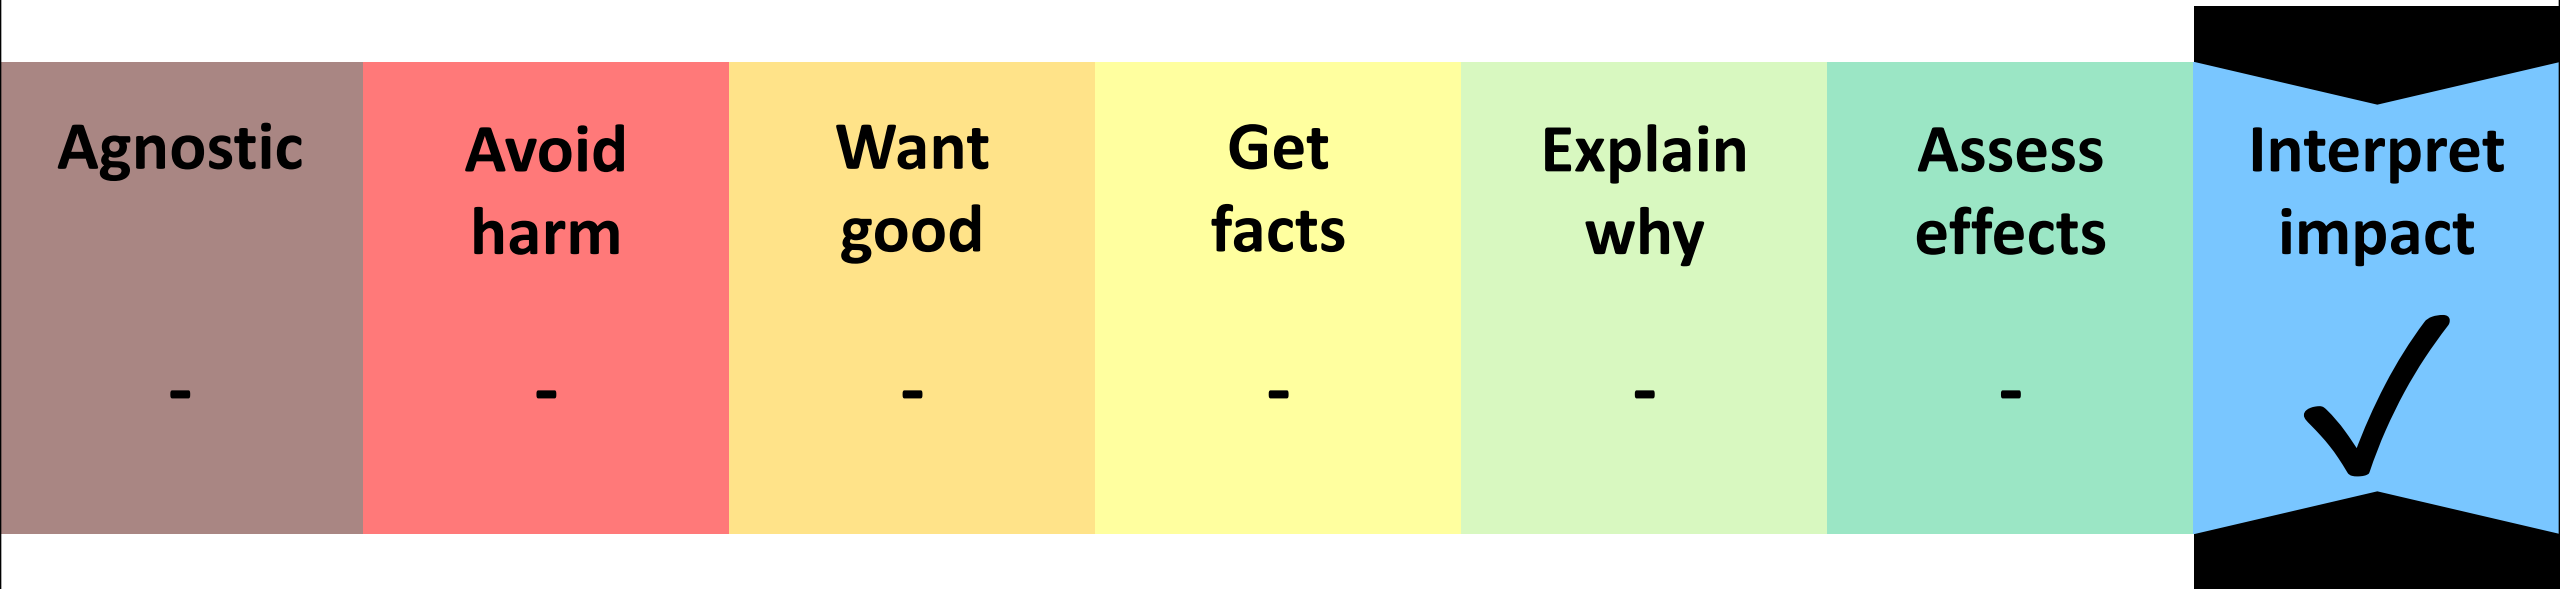 Agnostic
Avoid
harm
Want
good
Get
facts
Explain
why
Assess
effects
Interpret
impact
- - - - - - ✓